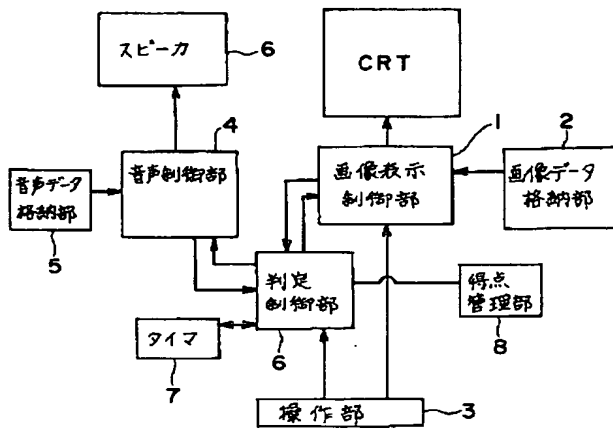 スピーカ
6
CRT
4
1
2
音声データ
格納部
5
音声制御部
画像表示
制御部
画像データ
格納部
判定
制御部
6
得点
管理部
8
タイマ
7
操作部
3